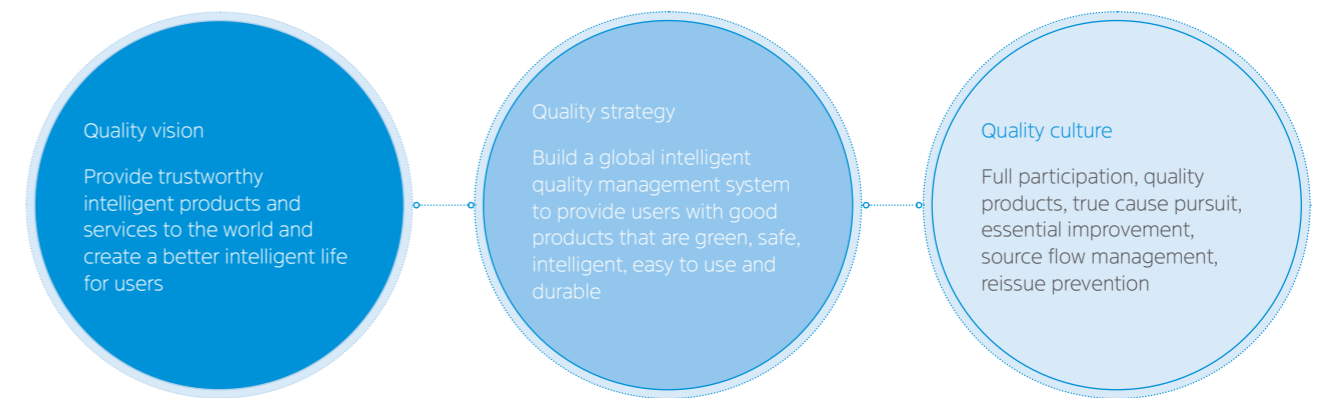 Quality vision
Provide trustworthy
intelligent products and
services to the world and
create a better intelligent life
for users
Quality strategy
Build a global intelligent
quality management system
to provide users with good
products that are green, safe,
intelligent, easy to use and
durable
Quality culture
Full participation, quality
products, true cause pursuit,
essential improvement,
source flow management,
reissue prevention